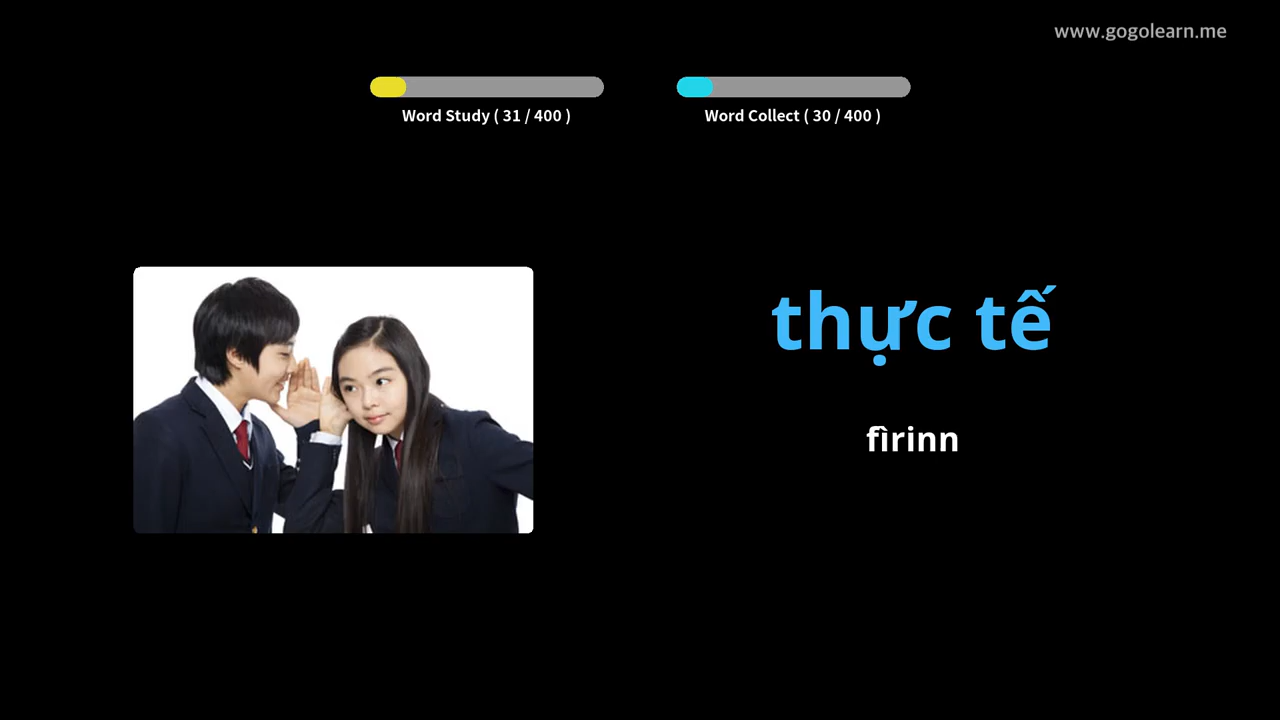 www.gogolearn.me
Word Study ( 31 / 400 )
Word Collect ( 30 / 400 )
thực tế
fìrinn